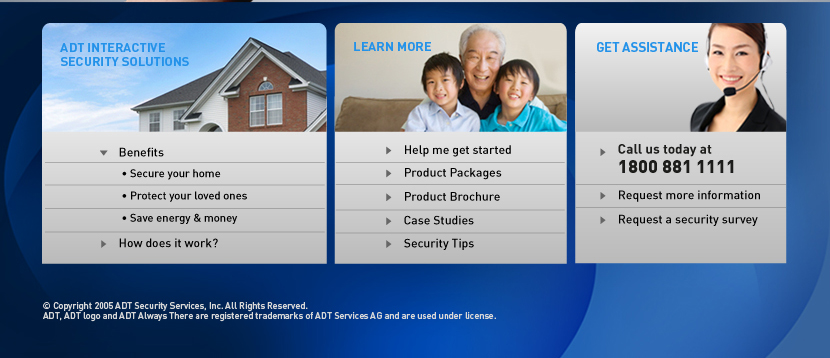 ADT INTERACTIVE
SECURITY SOLUTIONS
Benefits
• Secure your home
• Protect your loved ones
• Save energy & money
How does it work?
LEARN MORE
Help me get started
Product Packages
Product Brochure
Case Studies
Security Tips
GET ASSISTANCE
Call us today at
1800 881 1111
Request more information
Request a security survey
© Copyright 2005 ADT Security Services, Inc. All Rights Reserved.
ADT, ADT logo and ADT Always There are registered trademarks of ADT Services AG and are used under license.